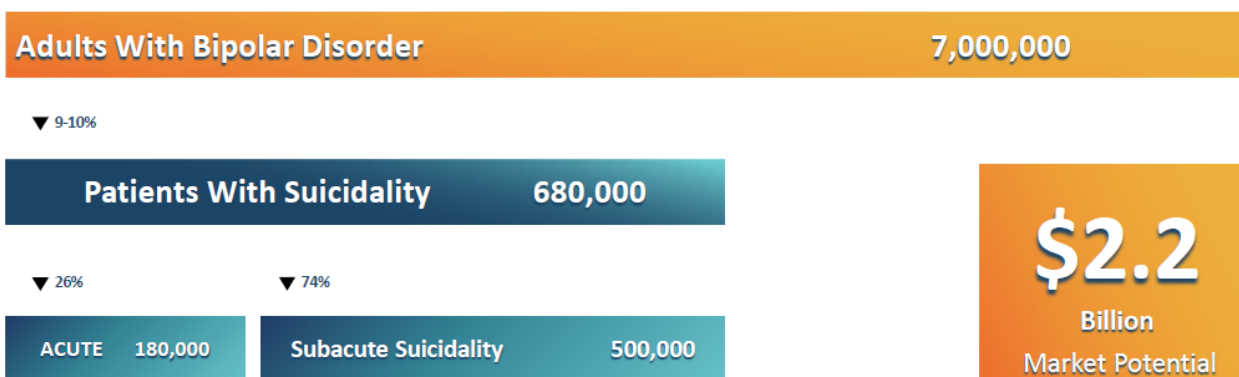 Adults With Bipolar Disorder 7,000,000
▼ 9-10%
Patients With Suicidality 680,000
▼ 26% ▼ 74%
ACUTE 180,000 Subacute Suicidality 500,000
$2.2
Billion
Market Potential